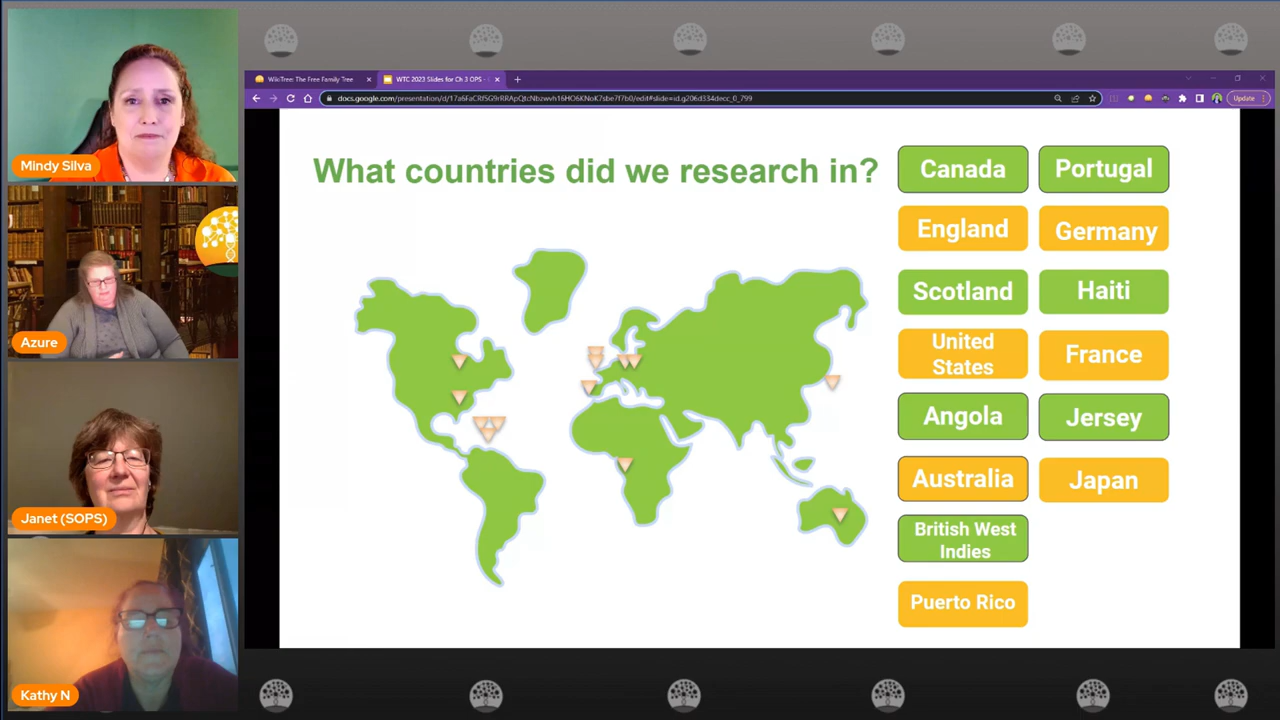 Mindy Silva
Azure
Janet (SOPS)
Kathy N
WikiTree: The Free Family Tree
WTC 2023 Slides for Ch 3 OPS -
Update
What countries did we research in?
Canada
Portugal
England
Germany
Scotland
Haiti
United
States
France
Angola
Jersey
Australia
Japan
British West
Indies
Puerto Rico